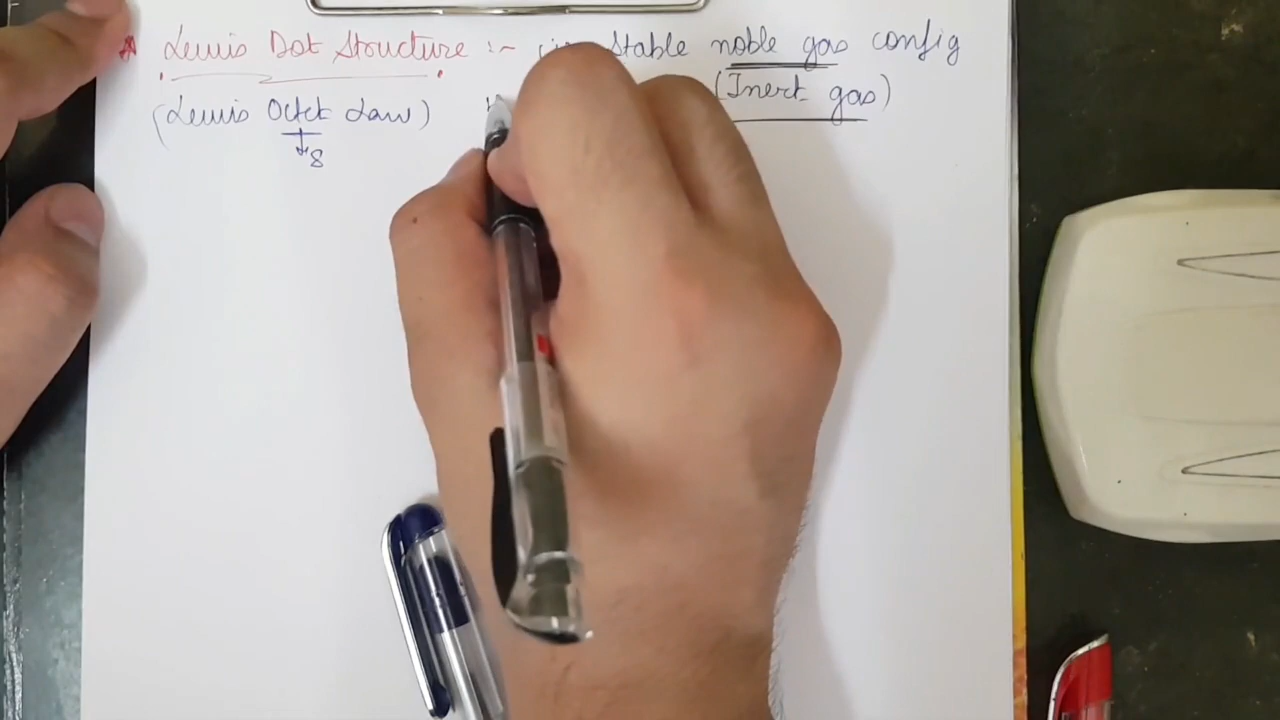 Lewis Dot Structure :- Stable noble gas config
(Lewis Octet Law) (Inert gas)
8